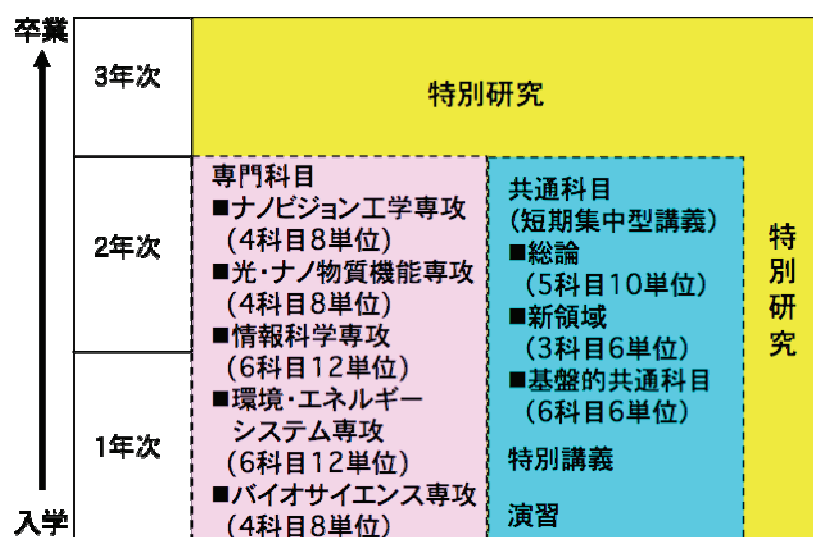 卒業
3年次
特別研究
2年次
1年次
入学
専門科目
■ナノビジョン工学専攻
(4科目8単位)
■光・ナノ物質機能専攻
(4科目8単位)
■情報科学専攻
(6科目12単位)
■環境・エネルギー
システム専攻
(6科目12単位)
■バイオサイエンス専攻
(4科目8単位)
共通科目
(短期集中型講義)
■総論
(5科目10単位)
■新領域
(3科目6単位)
■基盤的共通科目
(6科目6単位)
特別講義
演習
特別研究